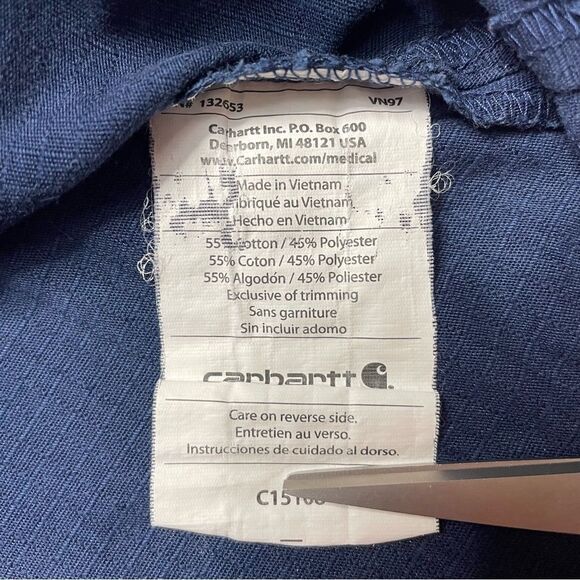 # 132653 VN97
Carhartt Inc. P.O. Box 600
Dearborn, MI 48121 USA
www.Carhartt.com/medical
Made in Vietnam
Fabriqué au Vietnam
Hecho en Vietnam
55% Cotton / 45% Polyester
55% Coton / 45% Polyester
55% Algodón / 45% Poliester
Exclusive of trimming
Sans garniture
Sin incluir adorno
carhartt
Care on reverse side.
Entretien au verso.
Instrucciones de cuidado al dorso.